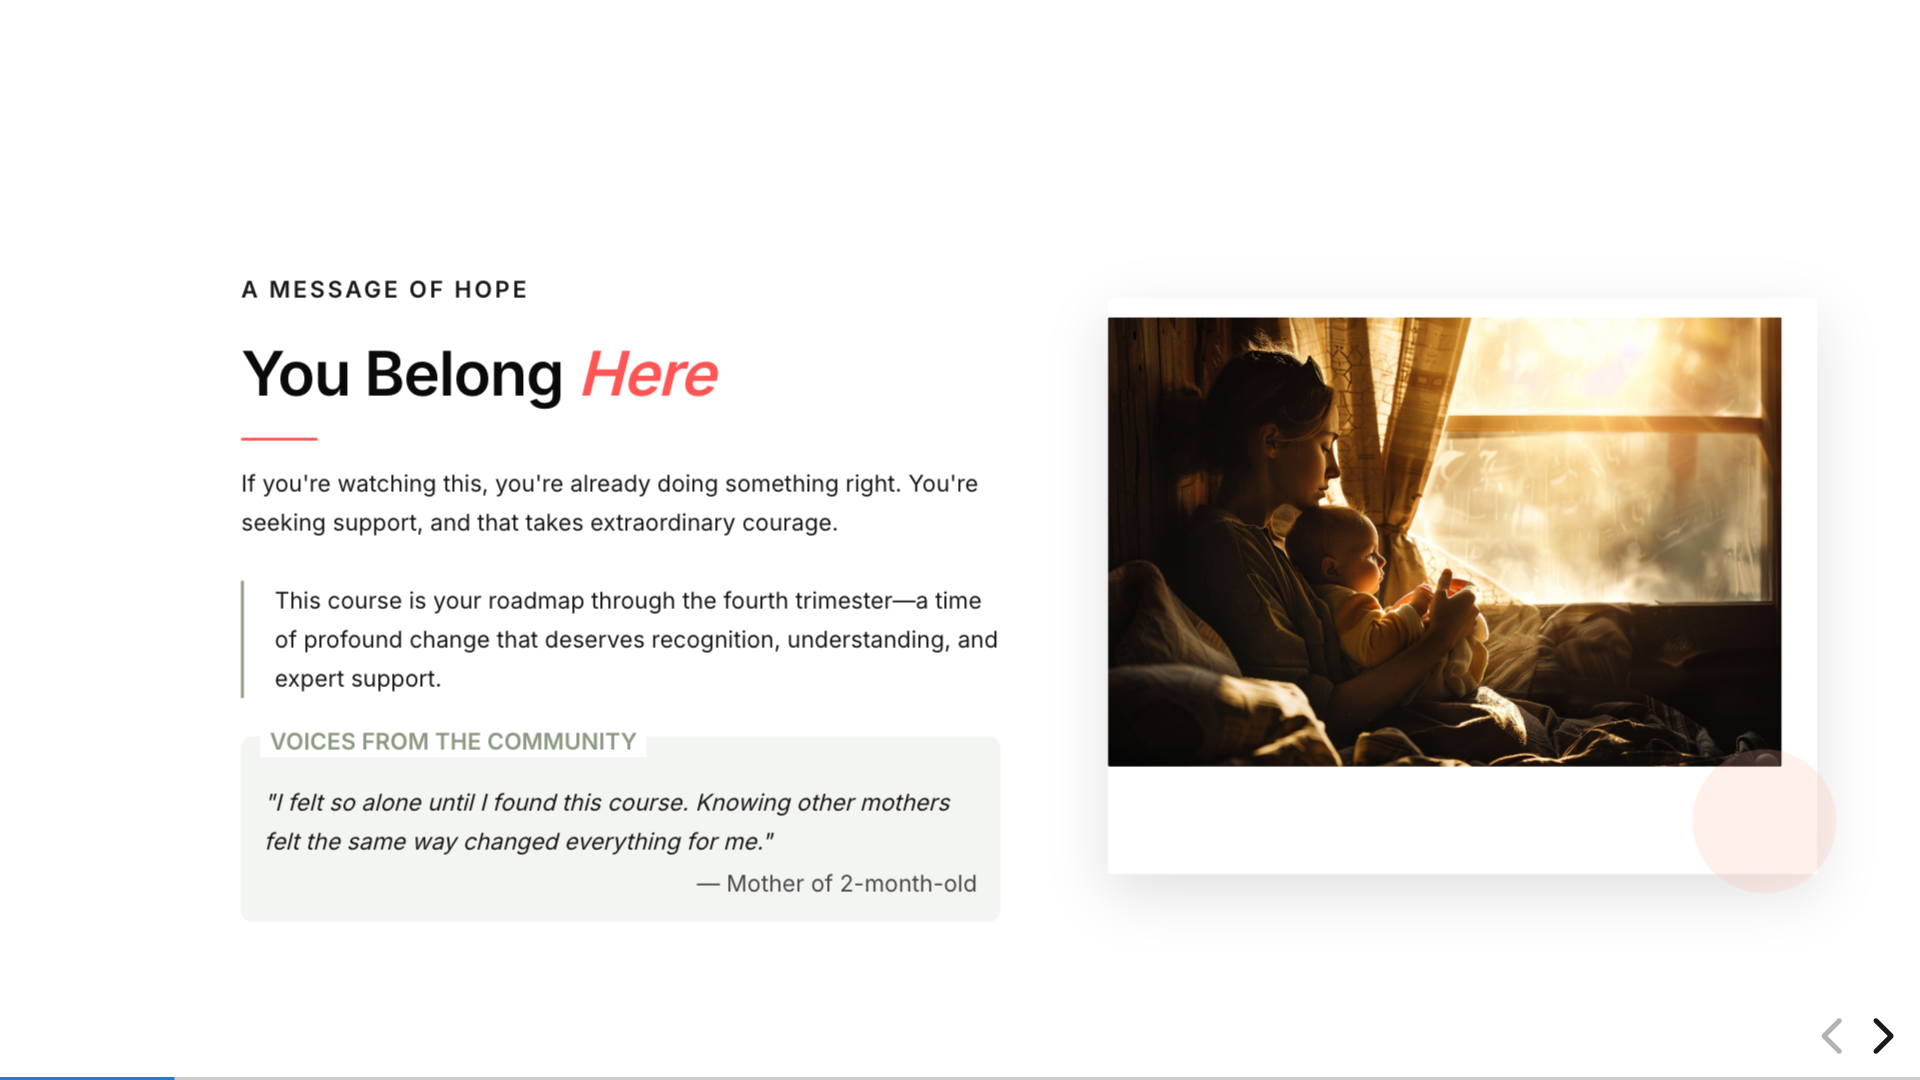 A MESSAGE OF HOPE
You Belong Here
If you're watching this, you're already doing something right. You're
seeking support, and that takes extraordinary courage.
This course is your roadmap through the fourth trimester—a time
of profound change that deserves recognition, understanding, and
expert support.
VOICES FROM THE COMMUNITY
"I felt so alone until I found this course. Knowing other mothers
felt the same way changed everything for me."
— Mother of 2-month-old